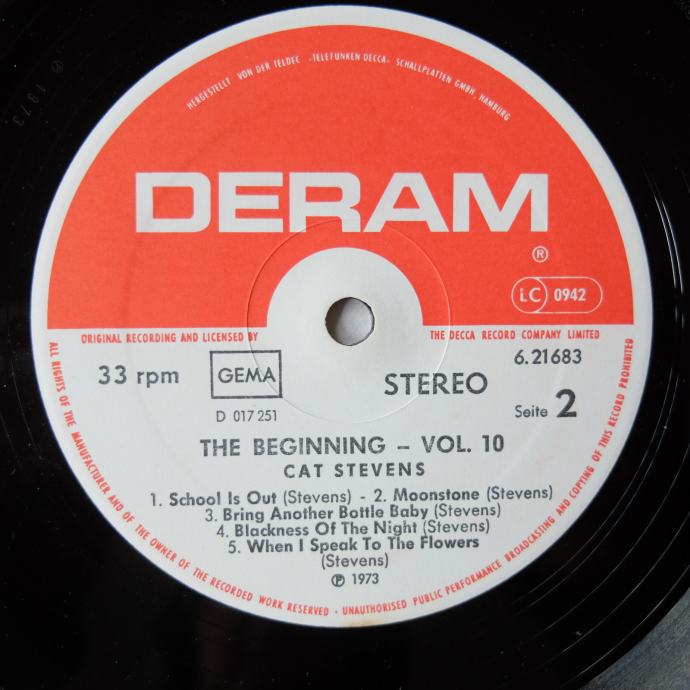 HERGESTELLT VON DER TELDEC »TELEFUNKEN DECCA« SCHALLPLATTEN GMBH, HAMBURG
DERAM
®
LC 0942
ORIGINAL RECORDING AND LICENSED BY THE DECCA RECORD COMPANY LIMITED
33 rpm GEMA STEREO 6.21683
D 017 251 Seite 2
THE BEGINNING – VOL. 10
CAT STEVENS
1. School Is Out (Stevens) - 2. Moonstone (Stevens)
3. Bring Another Bottle Baby (Stevens)
4. Blackness Of The Night (Stevens)
5. When I Speak To The Flowers
(Stevens)
℗ 1973
ALL RIGHTS OF THE MANUFACTURER AND OF THE OWNER OF THE RECORDED WORK RESERVED · UNAUTHORISED PUBLIC PERFORMANCE BROADCASTING AND COPYING OF THIS RECORD PROHIBITED
℗ 1973